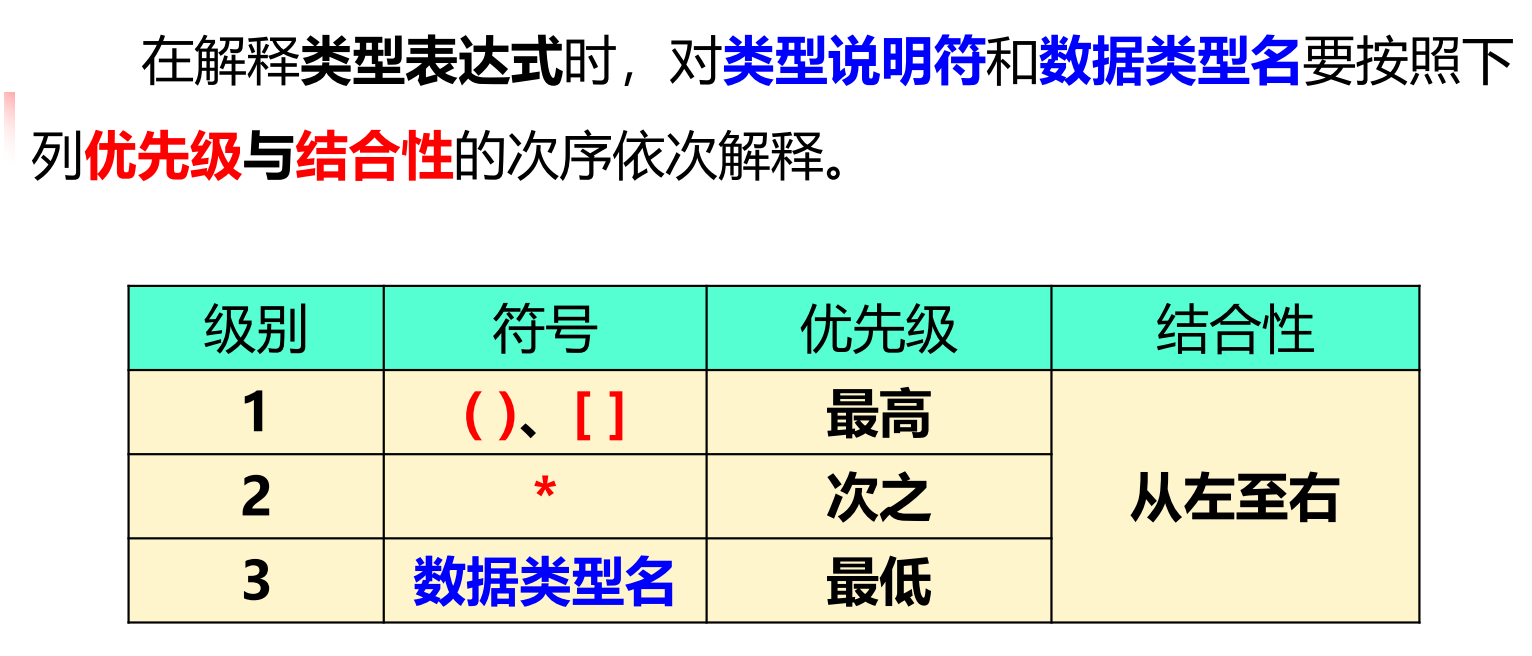 在解释类型表达式时，对类型说明符和数据类型名要按照下
列优先级与结合性的次序依次解释。
级别 符号 优先级 结合性
1 ( )、[ ] 最高
2 * 次之 从左至右
3 数据类型名 最低